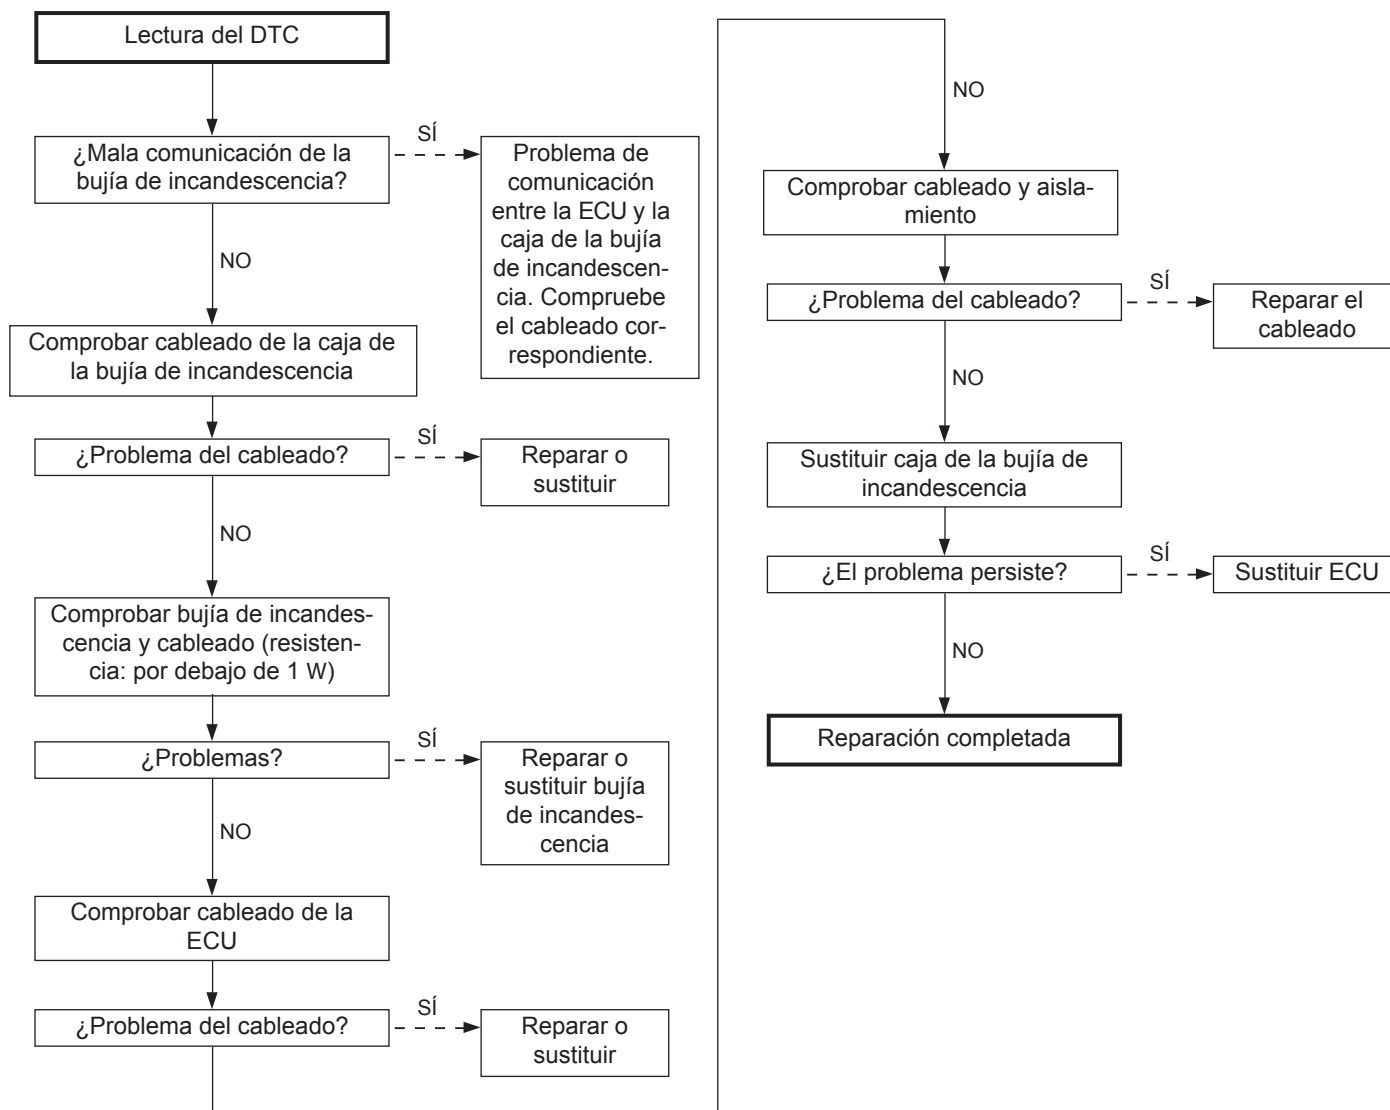 Lectura del DTC
¿Mala comunicación de la
bujía de incandescencia?
SÍ
Problema de
comunicación
entre la ECU y la
caja de la bujía
de incandescen-
cia. Compruebe
el cableado cor-
respondiente.
NO
Comprobar cableado de la caja de
la bujía de incandescencia
¿Problema del cableado?
SÍ
Reparar o
sustituir
NO
Comprobar bujía de incandes-
cencia y cableado (resisten-
cia: por debajo de 1 W)
¿Problemas?
SÍ
Reparar o
sustituir bujía
de incandes-
cencia
NO
Comprobar cableado de la
ECU
¿Problema del cableado?
SÍ
Reparar o
sustituir
NO
Comprobar cableado y aisla-
miento
¿Problema del cableado?
SÍ
Reparar el
cableado
NO
Sustituir caja de la bujía de
incandescencia
¿El problema persiste?
SÍ
Sustituir ECU
NO
Reparación completada